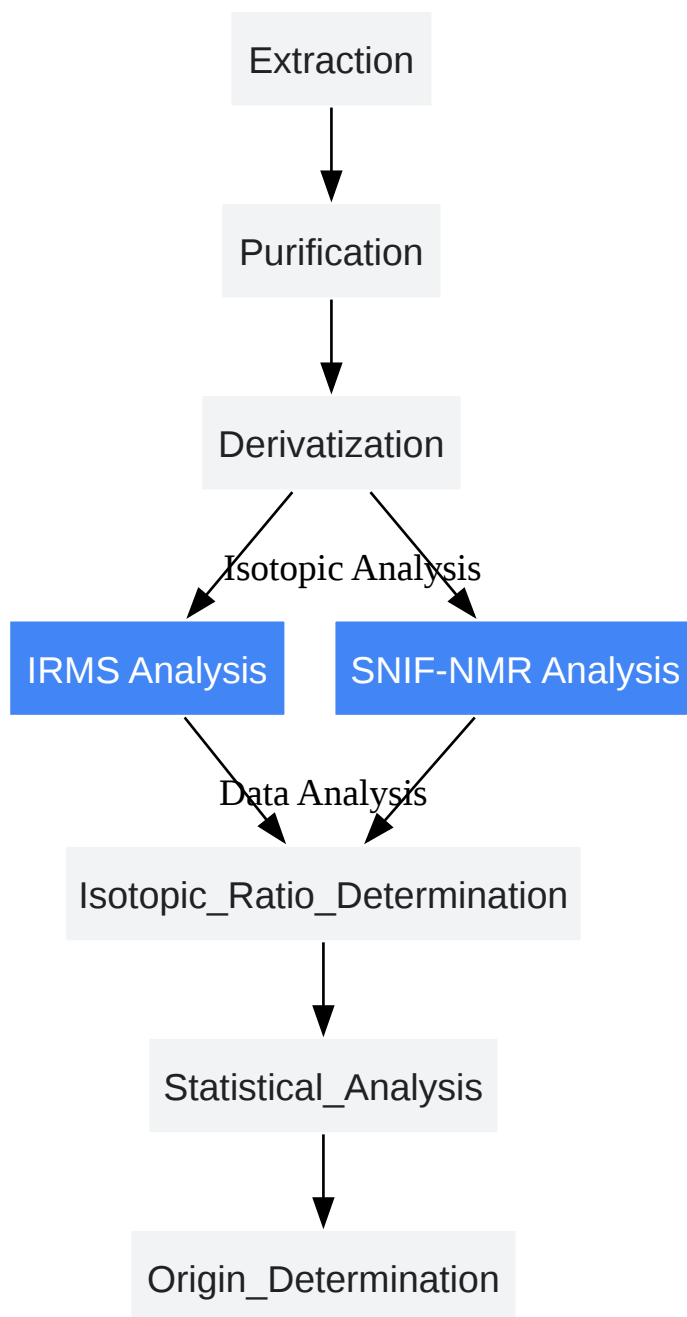 Extraction
Purification
Derivatization
Isotopic Analysis
IRMS Analysis
SNIF-NMR Analysis
Data Analysis
Isotopic_Ratio_Determination
Statistical_Analysis
Origin_Determination